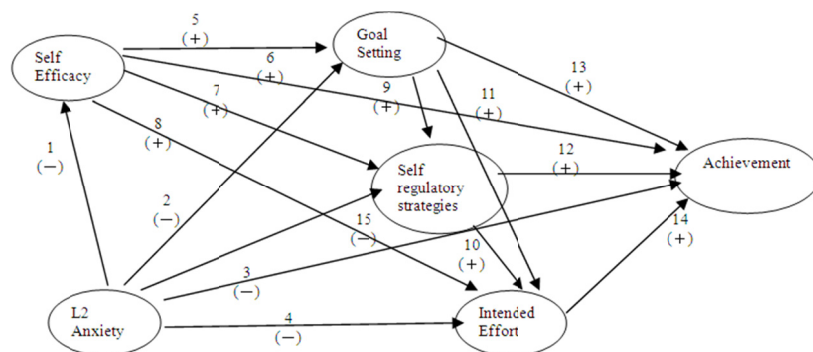 5
(+)
Goal
Setting
13
(+)
Self
Efficacy
6
(+)
7
(+)
9
(+)
11
(+)
8
(+)
1
(−)
12
(+)
Achievement
Self
regulatory
strategies
2
(−)
15
(−)
10
(+)
14
(+)
3
(−)
L2
Anxiety
4
(−)
Intended
Effort